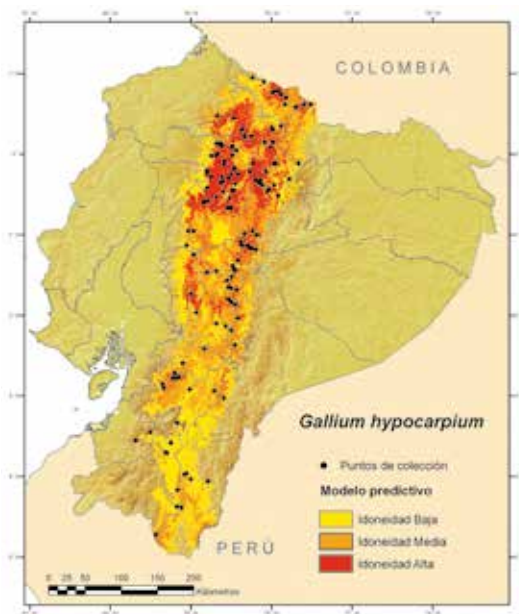 COLOMBIA
Gallium hypocarpium
Puntos de colección
Modelo predictivo
Idoneidad Baja
Idoneidad Media
Idoneidad Alta
PERÚ
0 25 50 100 150 200
Kilómetros